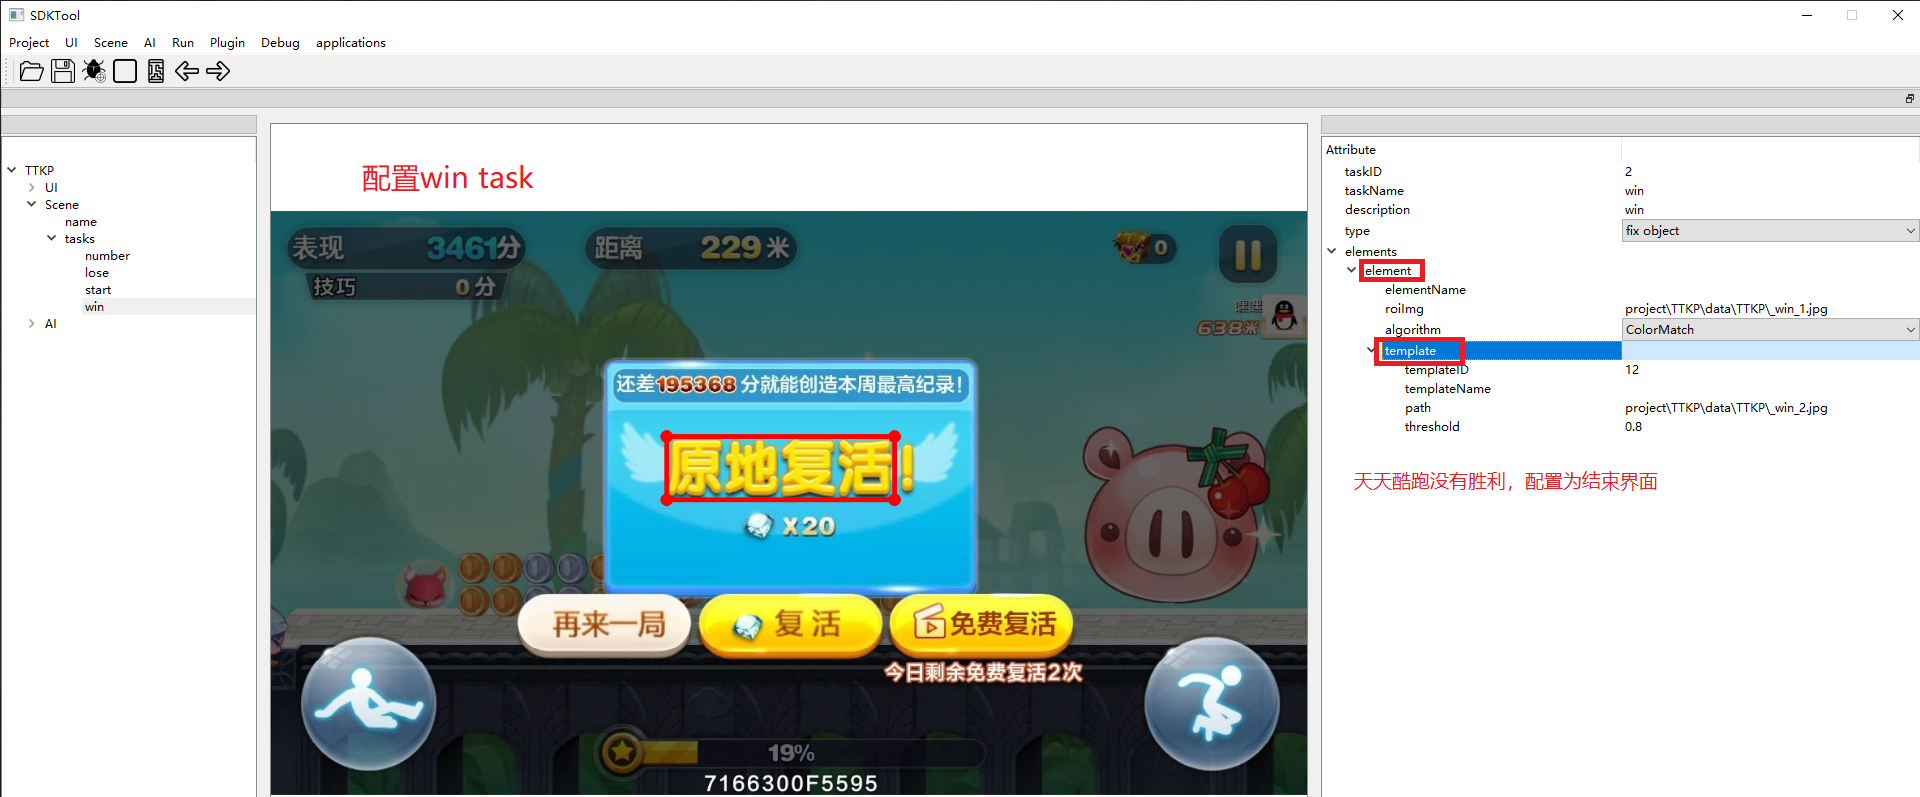 SDKTool
Project UI Scene AI Run Plugin Debug applications
TTKP
UI
Scene
name
tasks
number
lose
start
win
AI
配置win task
表现 3461分
距离 229米
0
技巧 0分
638米
还差195368分就能创造本周最高纪录!
原地复活!
X20
再来一局
复活
免费复活
今日剩余免费复活2次
19%
7166300F5595
Attribute
taskID 2
taskName win
description win
type fix object
elements
element
elementName
roiImg project\TTKP\data\TTKP\_win_1.jpg
algorithm ColorMatch
template
templateID 12
templateName
path project\TTKP\data\TTKP\_win_2.jpg
threshold 0.8
天天酷跑没有胜利，配置为结束界面